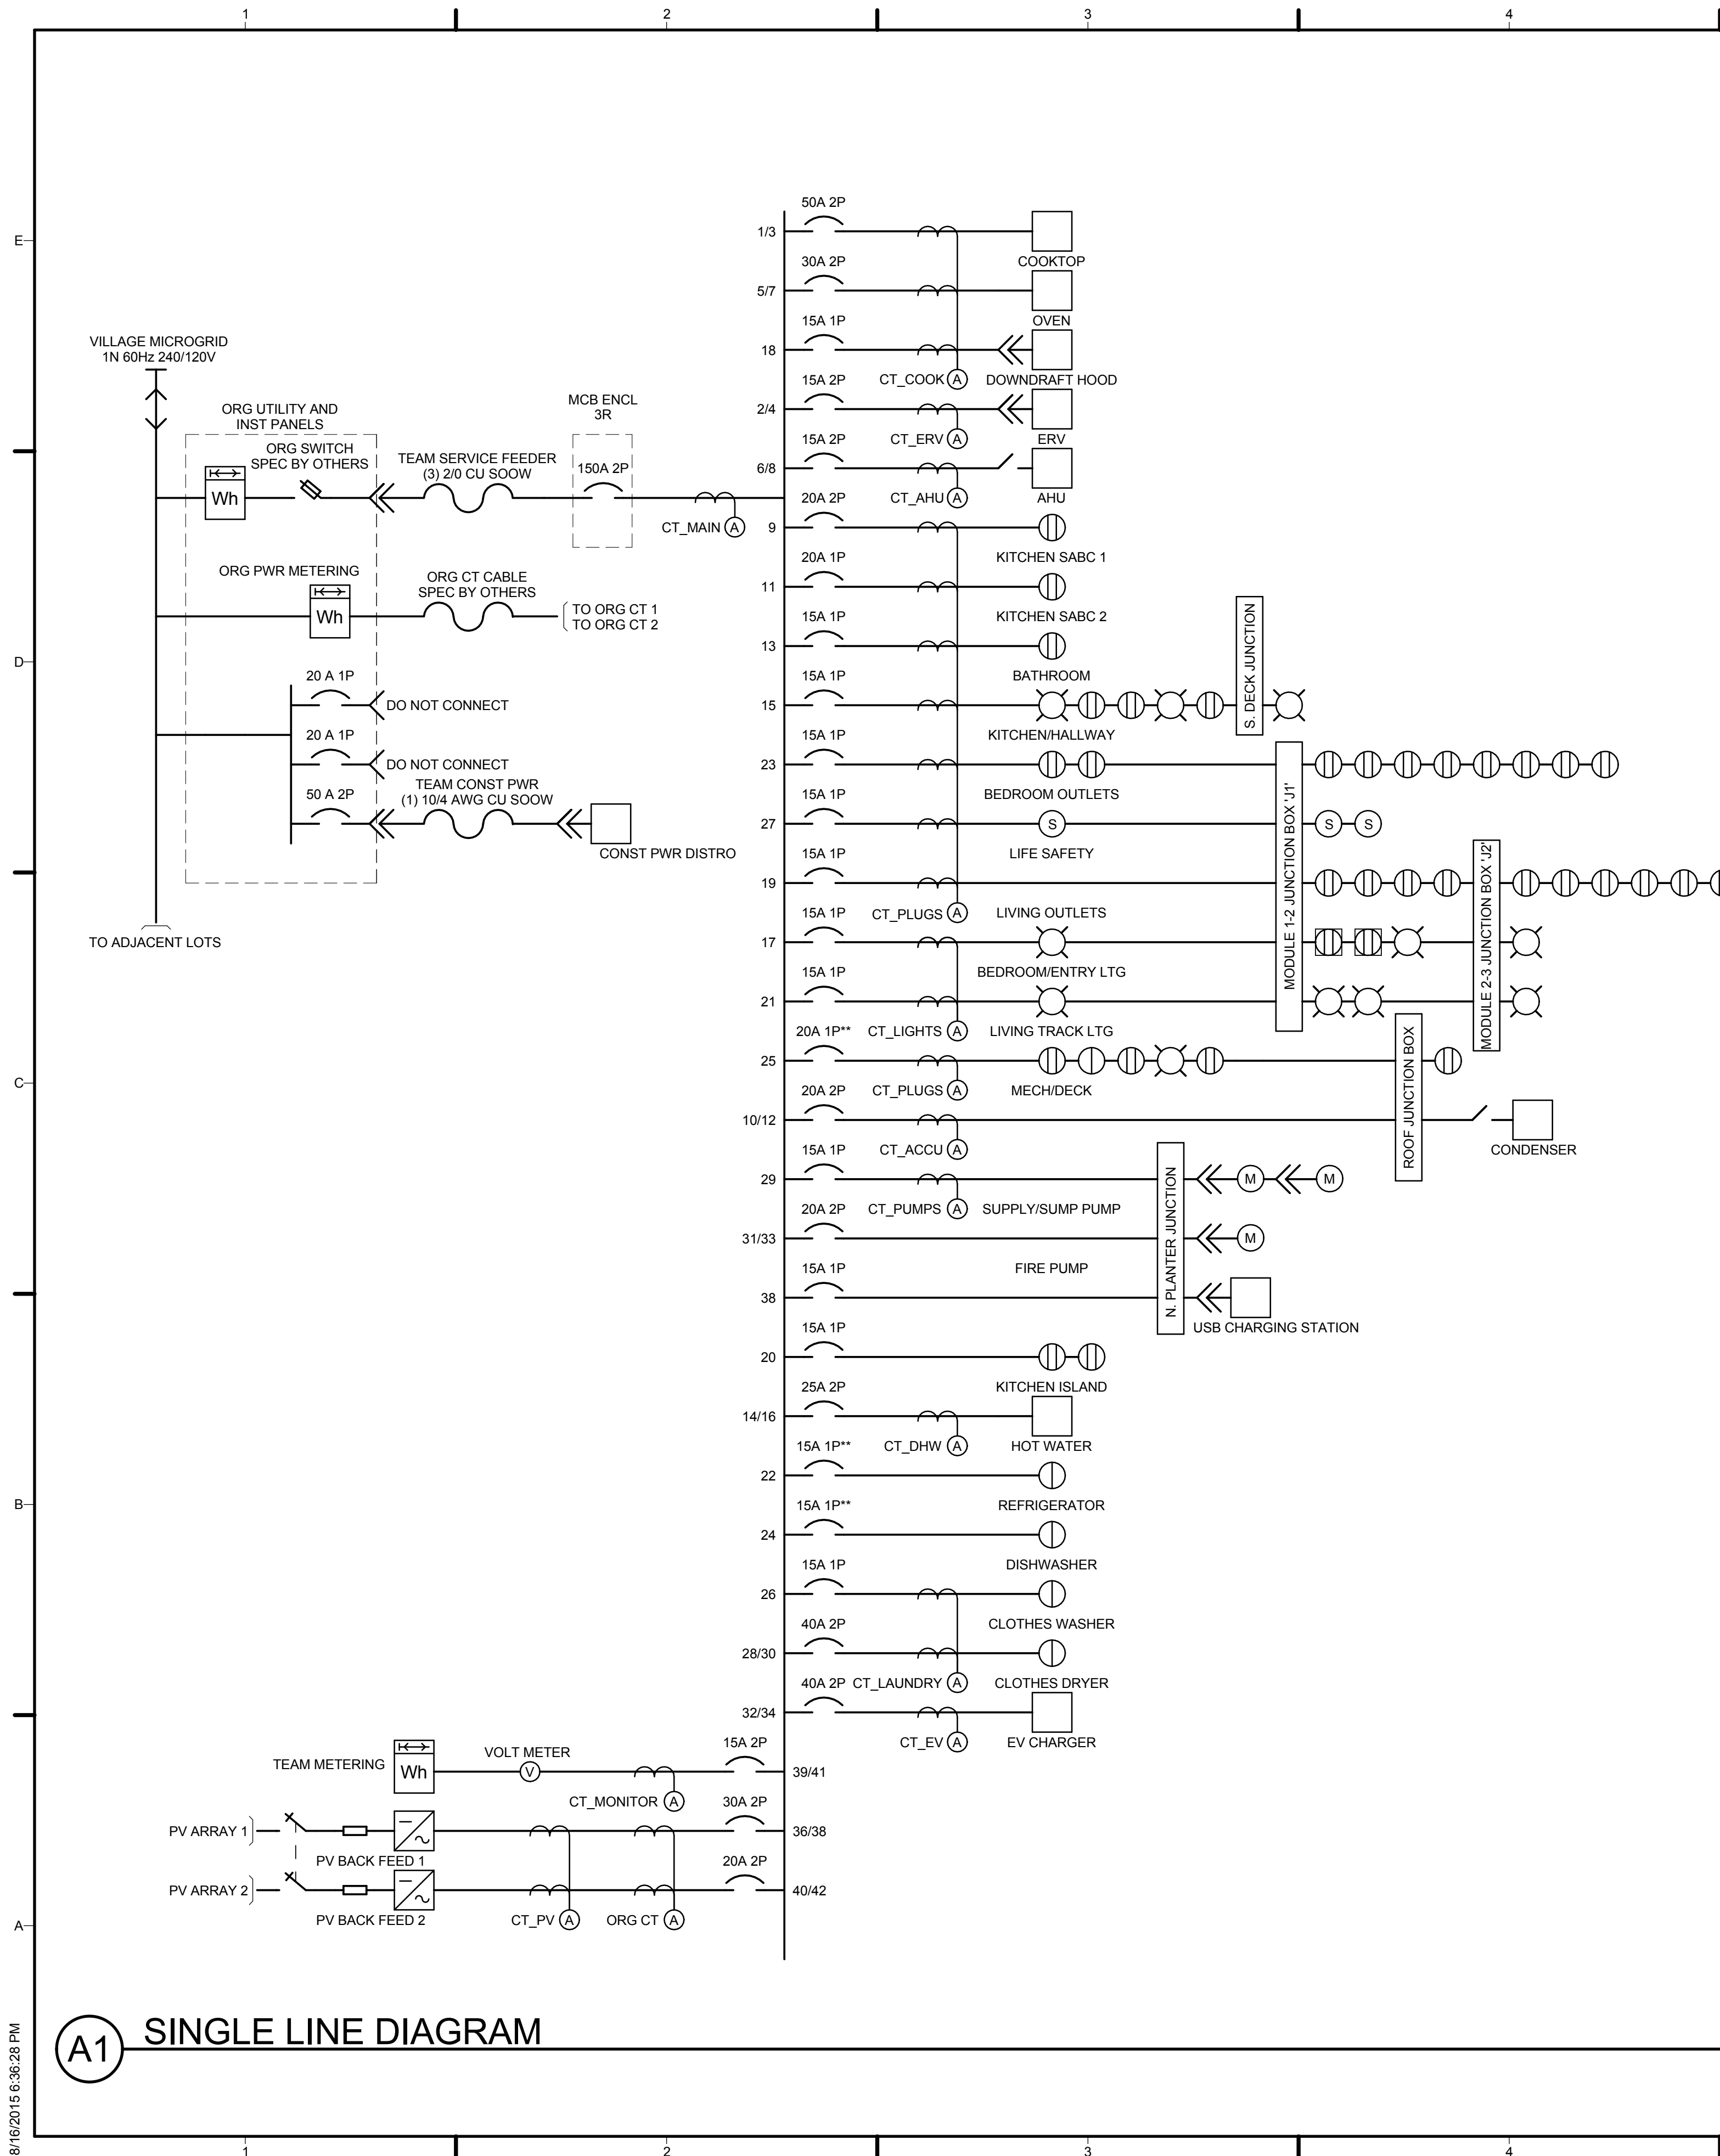 1
2
3
4
E
D
C
B
A
VILLAGE MICROGRID
1N 60Hz 240/120V
ORG UTILITY AND
INST PANELS
ORG SWITCH
SPEC BY OTHERS
Wh
TEAM SERVICE FEEDER
(3) 2/0 CU SOOW
MCB ENCL
3R
150A 2P
CT_MAIN A
ORG PWR METERING
Wh
ORG CT CABLE
SPEC BY OTHERS
TO ORG CT 1
TO ORG CT 2
20 A 1P
DO NOT CONNECT
20 A 1P
DO NOT CONNECT
50 A 2P
TEAM CONST PWR
(1) 10/4 AWG CU SOOW
CONST PWR DISTRO
TO ADJACENT LOTS
50A 2P
1/3
COOKTOP
30A 2P
5/7
OVEN
15A 1P
18
CT_COOK A
DOWNDRAFT HOOD
15A 2P
2/4
CT_ERV A
ERV
15A 2P
6/8
CT_AHU A
AHU
20A 2P
9
KITCHEN SABC 1
20A 1P
11
KITCHEN SABC 2
15A 1P
13
BATHROOM
15A 1P
15
KITCHEN/HALLWAY
S. DECK JUNCTION
15A 1P
23
BEDROOM OUTLETS
15A 1P
27
S
S
S
LIFE SAFETY
MODULE 1-2 JUNCTION BOX 'J1'
15A 1P
19
CT_PLUGS A
LIVING OUTLETS
MODULE 2-3 JUNCTION BOX 'J2'
15A 1P
17
BEDROOM/ENTRY LTG
15A 1P
21
CT_LIGHTS A
LIVING TRACK LTG
20A 1P**
25
CT_PLUGS A
MECH/DECK
ROOF JUNCTION BOX
20A 2P
10/12
CT_ACCU A
CONDENSER
15A 1P
29
M
M
CT_PUMPS A
SUPPLY/SUMP PUMP
N. PLANTER JUNCTION
20A 2P
31/33
M
FIRE PUMP
15A 1P
38
USB CHARGING STATION
15A 1P
20
KITCHEN ISLAND
25A 2P
14/16
CT_DHW A
HOT WATER
15A 1P**
22
REFRIGERATOR
15A 1P**
24
DISHWASHER
15A 1P
26
CLOTHES WASHER
40A 2P
28/30
CT_LAUNDRY A
CLOTHES DRYER
40A 2P
32/34
CT_EV A
EV CHARGER
TEAM METERING
Wh
VOLT METER
V
15A 2P
39/41
CT_MONITOR A
PV ARRAY 1
30A 2P
36/38
PV BACK FEED 1
PV ARRAY 2
20A 2P
40/42
PV BACK FEED 2
CT_PV A
ORG CT A
A1
SINGLE LINE DIAGRAM
8/16/2015 6:36:28 PM
1
2
3
4